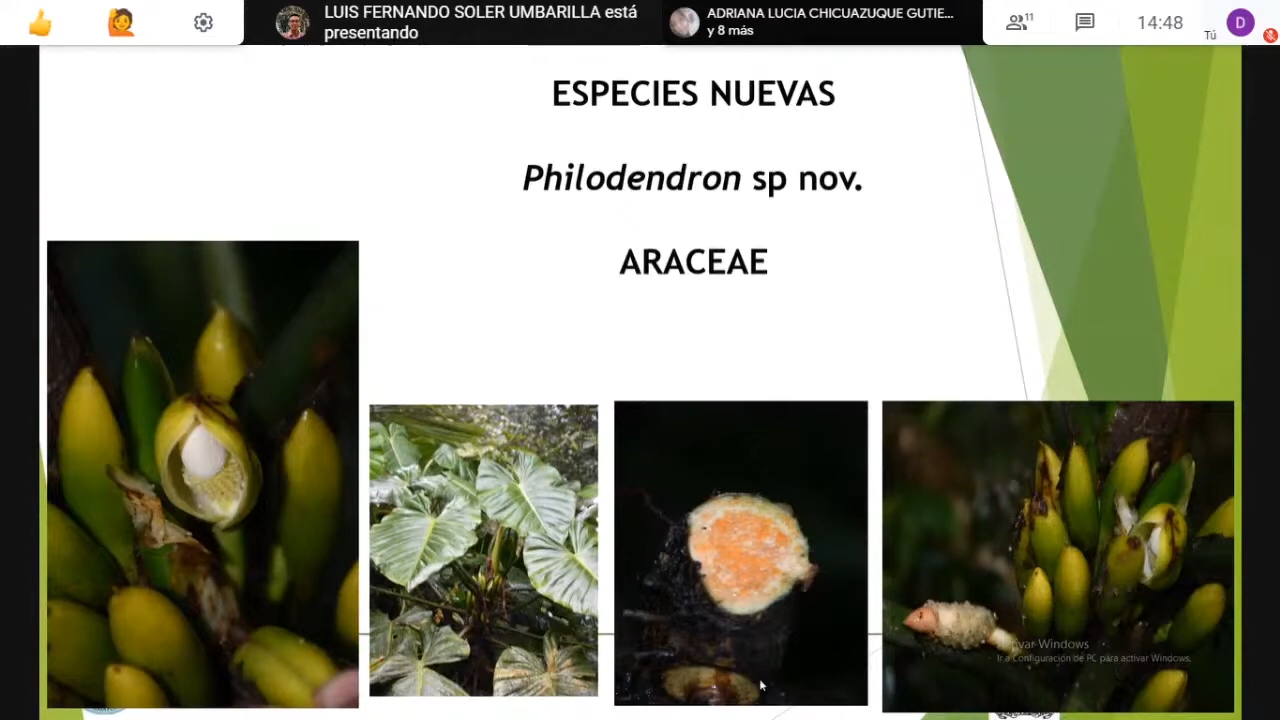 LUIS FERNANDO SOLER UMBARILLA está
presentando
ADRIANA LUCIA CHICUAZUQUE GUTIE...
y 8 más
11
14:48
Tú
D
ESPECIES NUEVAS
Philodendron sp nov.
ARACEAE
ivar Windows
Ir a Configuración de PC para activar Windows.